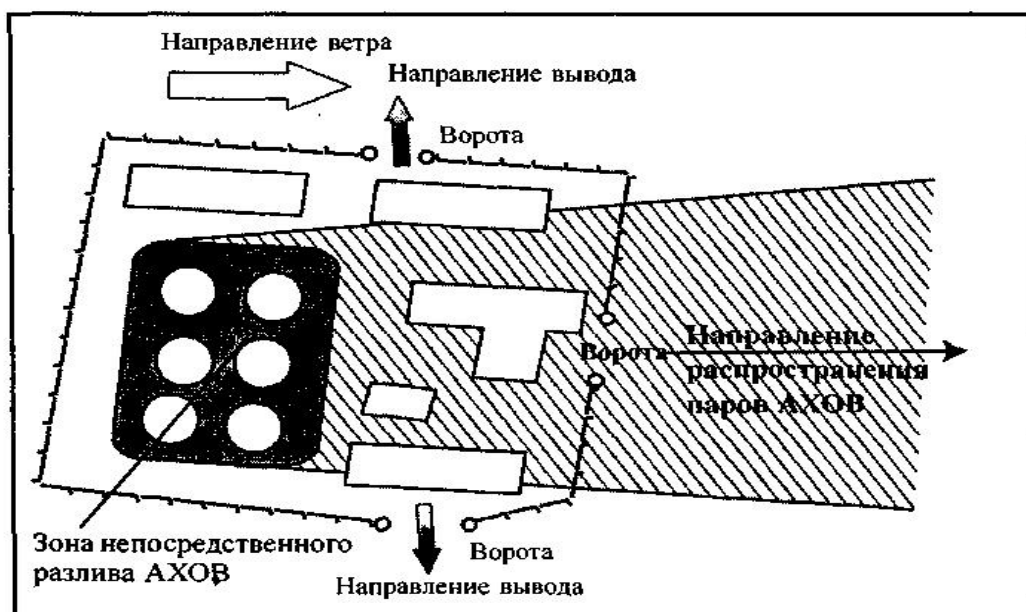 Направление ветра
Направление вывода
Ворота
Ворота
Направление
распространения
паров АХОВ
Зона непосредственного
разлива АХОВ
Ворота
Направление вывода